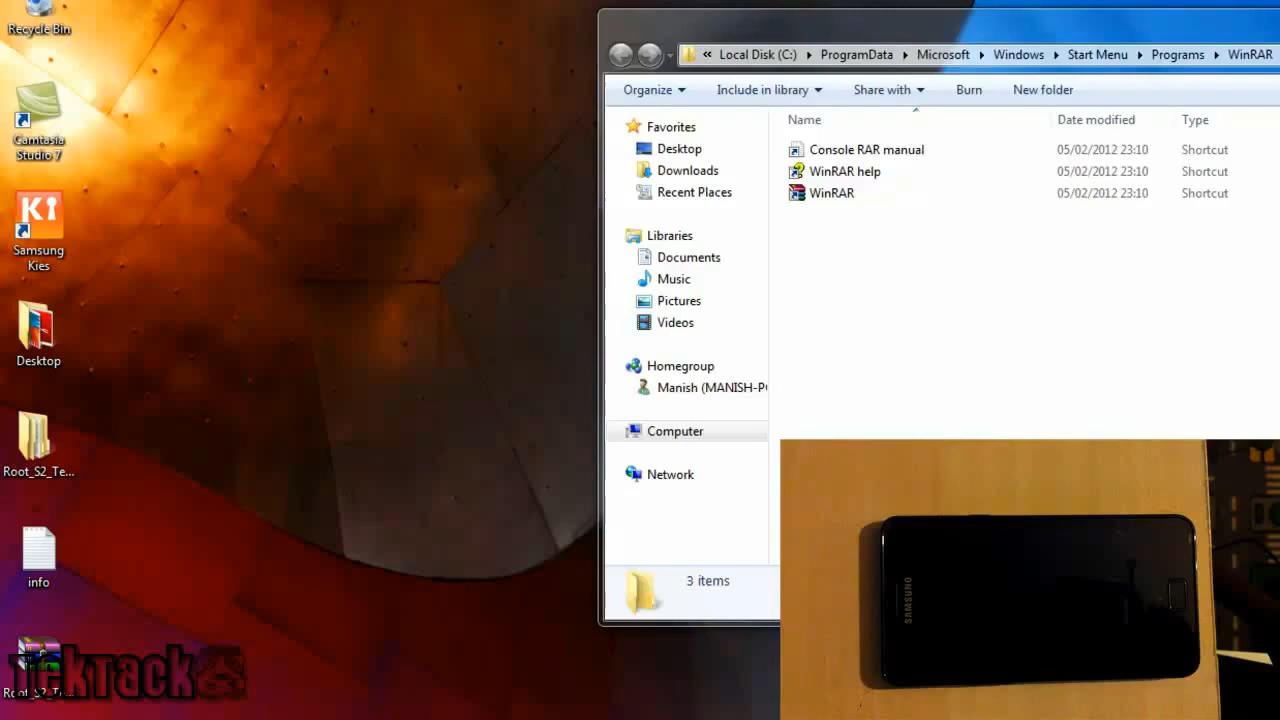 Recycle Bin
Camtasia
Studio 7
Samsung
Kies
Desktop
Root_S2_Te...
info
Root_S2_Te...
TekTack
« Local Disk (C:) ProgramData Microsoft Windows Start Menu Programs WinRAR
Organize Include in library Share with Burn New folder
Name Date modified Type
Console RAR manual 05/02/2012 23:10 Shortcut
WinRAR help 05/02/2012 23:10 Shortcut
WinRAR 05/02/2012 23:10 Shortcut
Favorites
Desktop
Downloads
Recent Places
Libraries
Documents
Music
Pictures
Videos
Homegroup
Manish (MANISH-P
Computer
Network
3 items
SAMSUNG